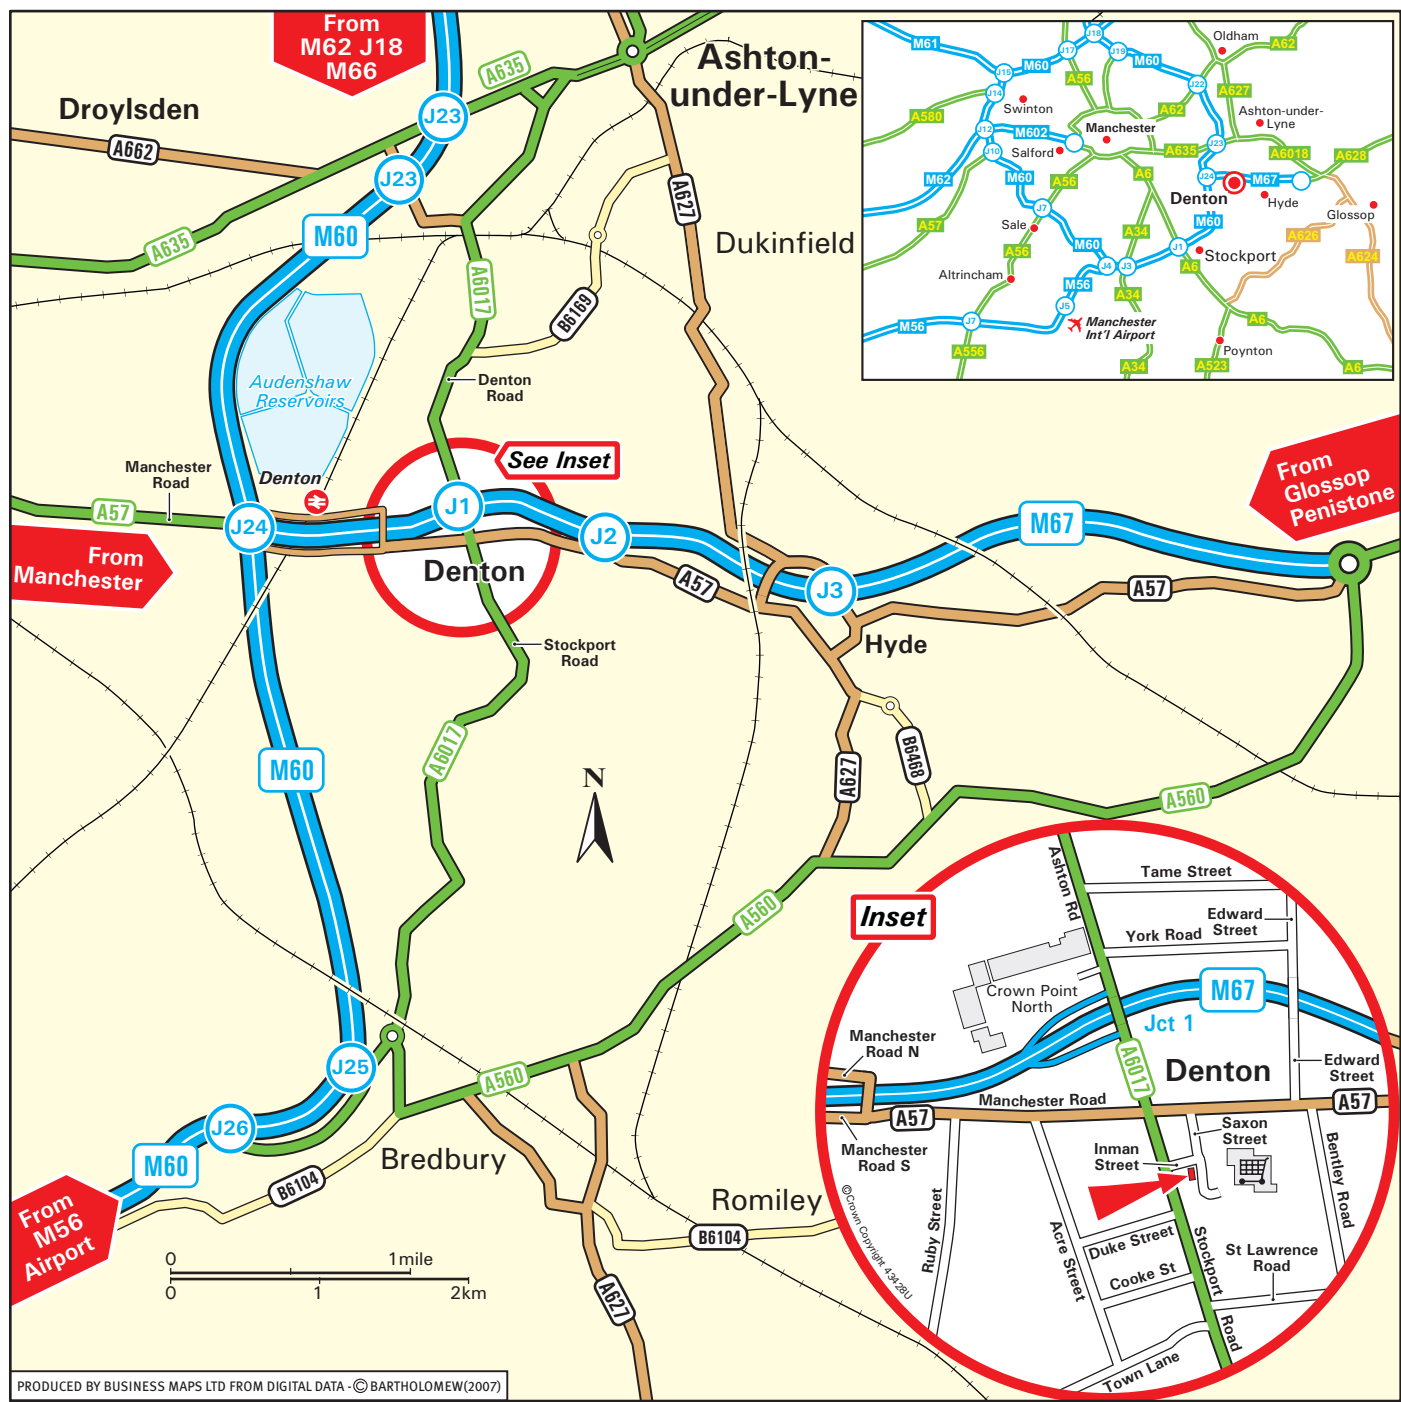 From
M62 J18
M66
Droylsden
A662
A635
A635
J23
J23
M60
Ashton-
under-Lyne
A627
Dukinfield
A6017
B6169
Audenshaw
Reservoirs
Denton
Road
See Inset
Manchester
Road
Denton
A57
J24
J1
J2
J3
M67
From
Glossop
Penistone
From
Manchester
Denton
A57
A57
Hyde
Stockport
Road
A6017
M60
N
A627
B6468
A560
A560
A560
J25
J26
M60
Bredbury
B6104
Romiley
B6104
A627
From
M56
Airport
0 1mile
0 1 2km
PRODUCED BY BUSINESS MAPS LTD FROM DIGITAL DATA - © BARTHOLOMEW(2007)
M61
J18
J17
J19
M60
M60
Oldham
A62
J15
J14
A56
J22
A627
Swinton
A580
A62
Ashton-under-
Lyne
J12
M602
Manchester
J23
Salford
A635
A6018
A628
J10
M62
M60
A56
A6
J24
M67
Denton
Hyde
Glossop
J7
A57
Sale
A34
M60
A626
A56
M60
J1
Stockport
A624
J4
J3
A6
Altrincham
M56
A34
J5
M56
J7
Manchester
Int'l Airport
A6
A556
Poynton
A34
A523
A6
Inset
Ashton Rd
Tame Street
Edward
Street
York Road
Crown Point
North
M67
Jct 1
Manchester
Road N
A6017
Denton
Edward
Street
Manchester Road
A57
A57
Manchester
Road S
Saxon
Street
Inman
Street
Bentley Road
Ruby Street
Acre Street
Duke Street
Cooke St
Stockport
Road
St Lawrence
Road
Town Lane
©Crown Copyright 43428U